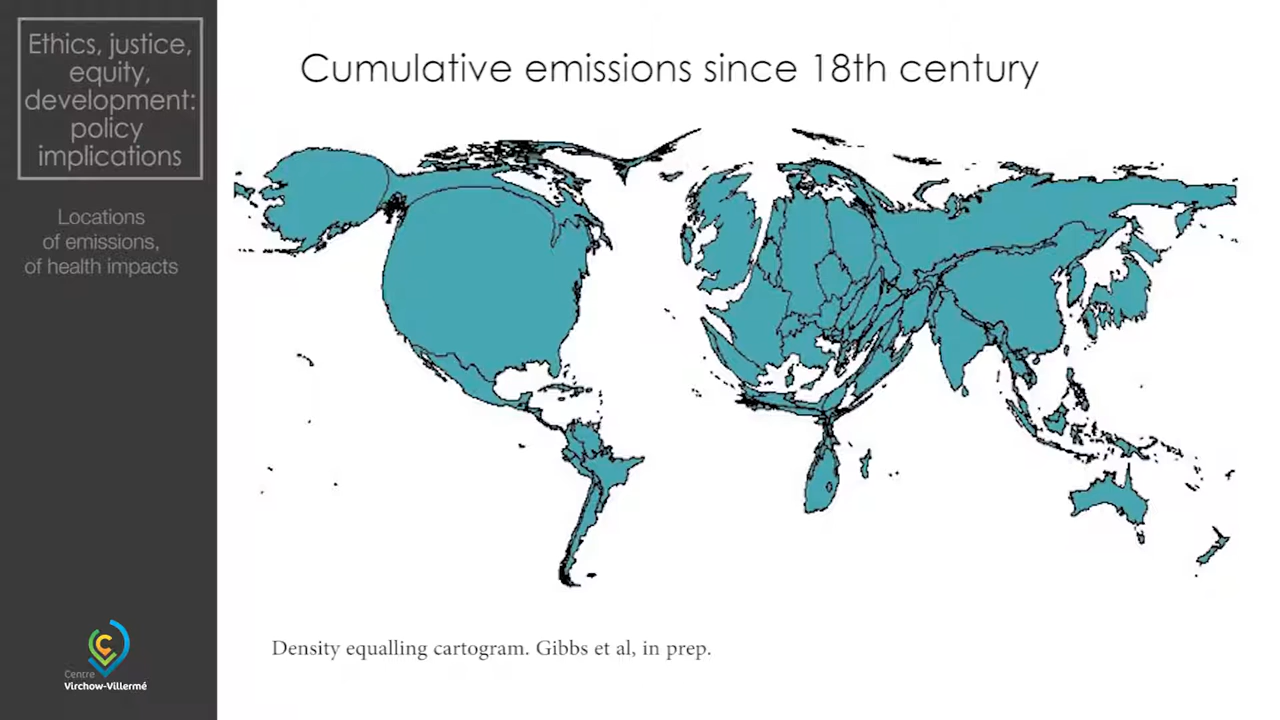 Ethics, justice,
equity,
development:
policy
implications
Locations
of emissions,
of health impacts
Cumulative emissions since 18th century
Density equalling cartogram. Gibbs et al, in prep.
C
Centre
Virchow-Villermé